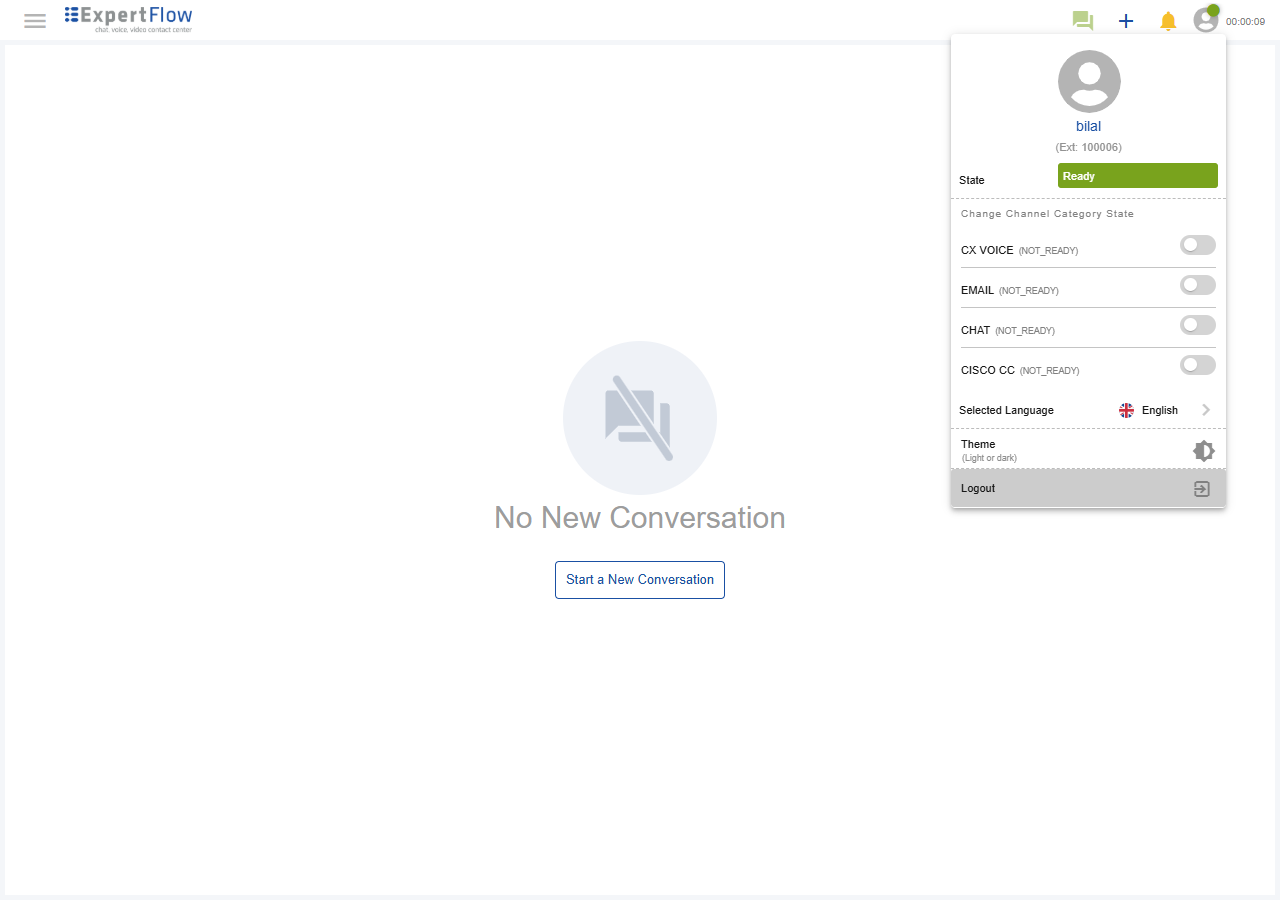 ExpertFlow
chat, voice, video contact center
00:00:09
bilal
(Ext: 100006)
State
Ready
Change Channel Category State
CX VOICE (NOT_READY)
EMAIL (NOT_READY)
CHAT (NOT_READY)
CISCO CC (NOT_READY)
Selected Language English
Theme
(Light or dark)
Logout
No New Conversation
Start a New Conversation